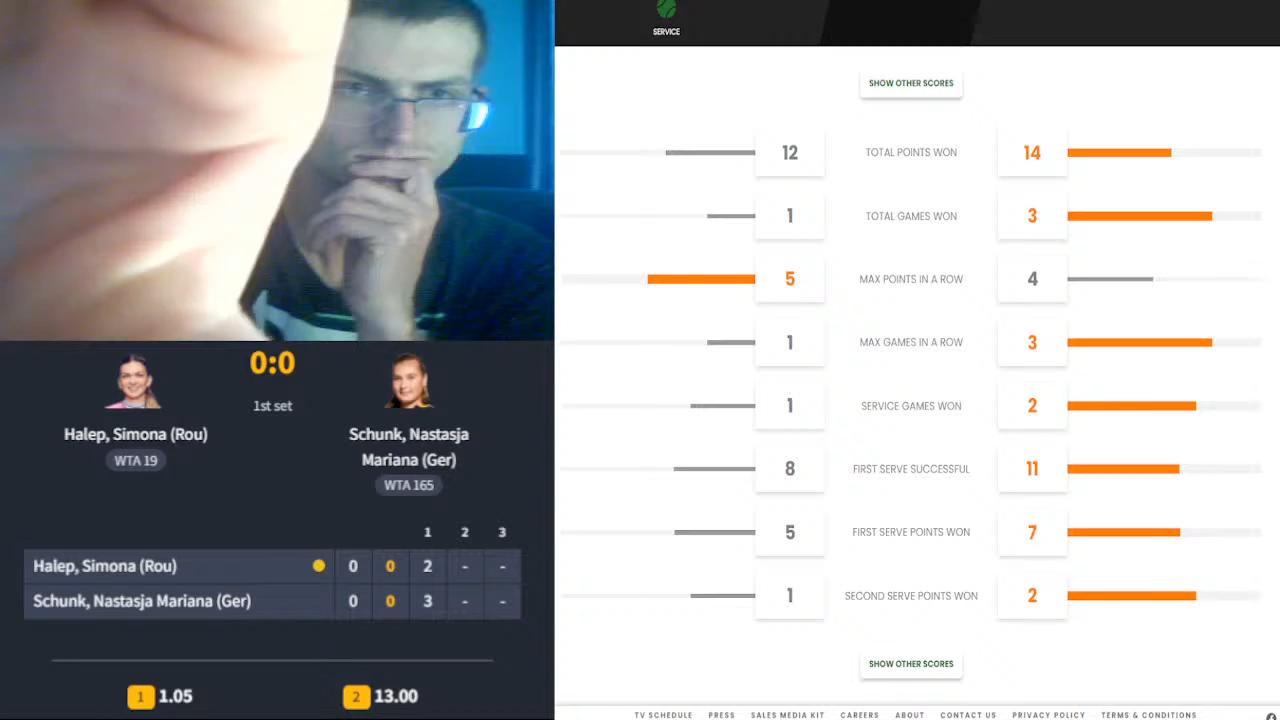 SERVICE
SHOW OTHER SCORES
12 TOTAL POINTS WON 14
1 TOTAL GAMES WON 3
5 MAX POINTS IN A ROW 4
1 MAX GAMES IN A ROW 3
1 SERVICE GAMES WON 2
8 FIRST SERVE SUCCESSFUL 11
5 FIRST SERVE POINTS WON 7
1 SECOND SERVE POINTS WON 2
SHOW OTHER SCORES
TV SCHEDULE PRESS SALES MEDIA KIT CAREERS ABOUT CONTACT US PRIVACY POLICY TERMS & CONDITIONS
0:0
1st set
Halep, Simona (Rou)
WTA 19
Schunk, Nastasja
Mariana (Ger)
WTA 165
1 2 3
Halep, Simona (Rou) 0 0 2 - -
Schunk, Nastasja Mariana (Ger) 0 0 3 - -
1 1.05 2 13.00